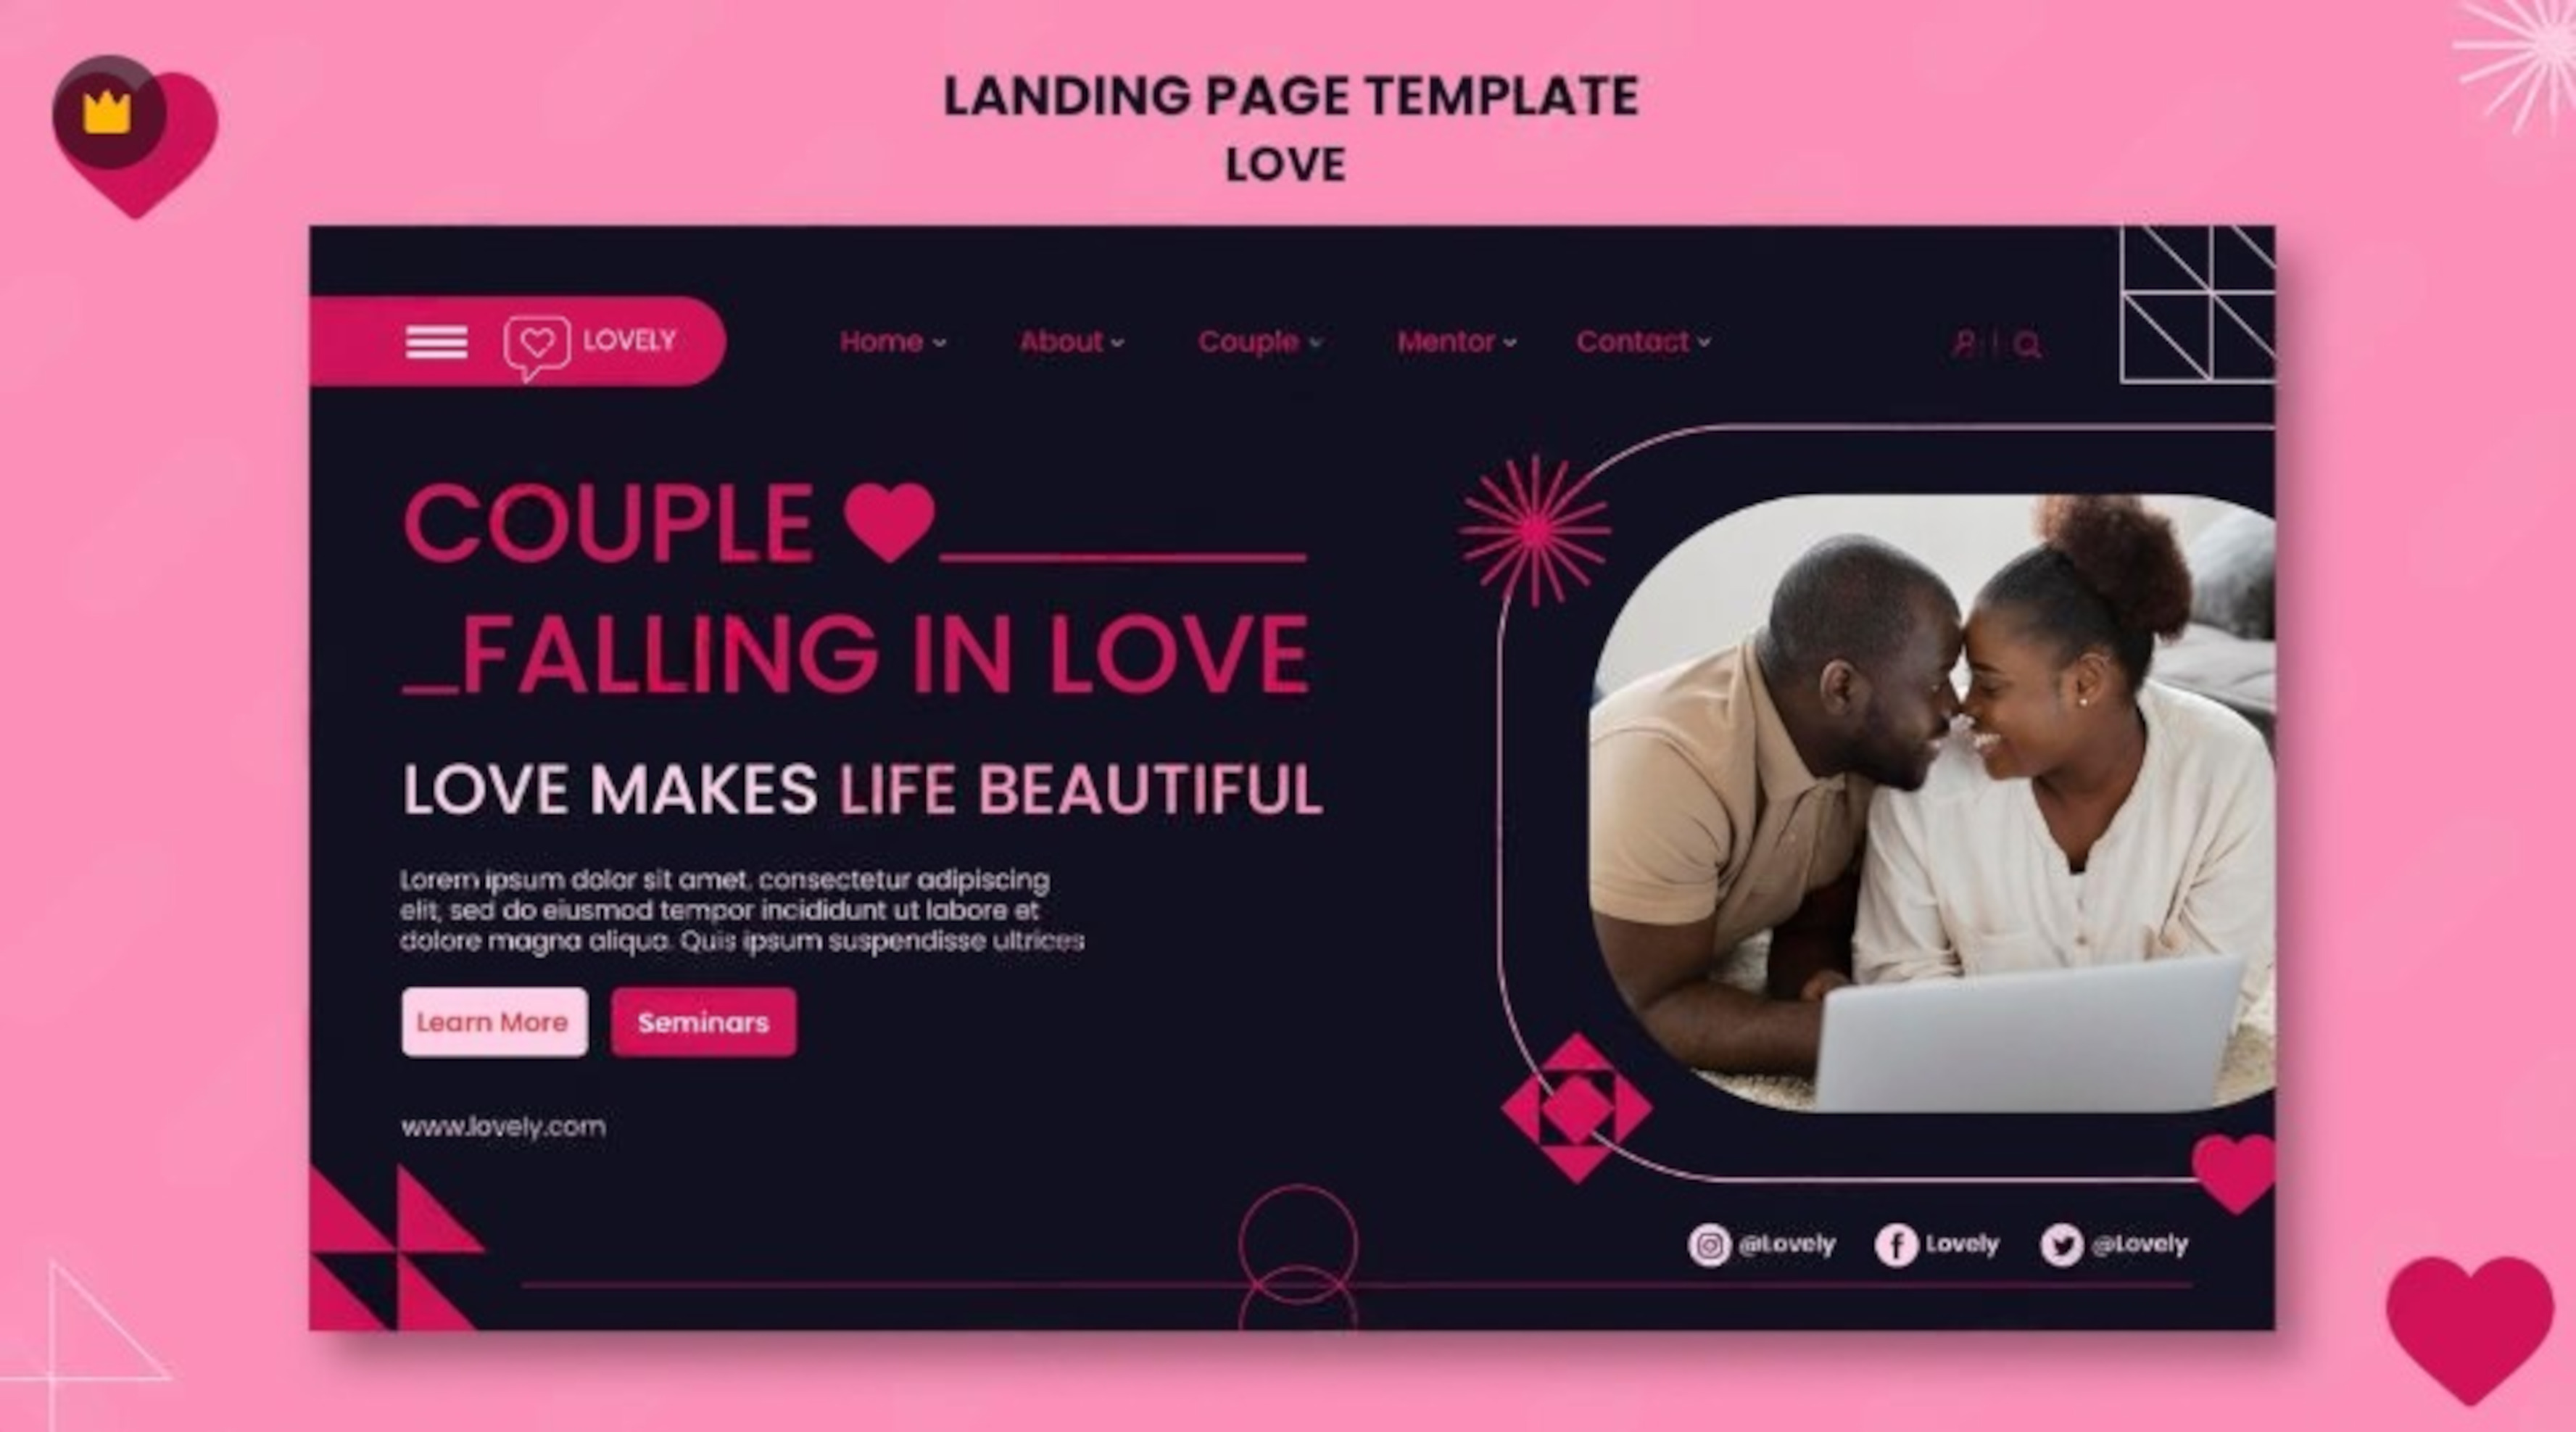 LANDING PAGE TEMPLATE
LOVE
LOVELY
Home About Couple Mentor Contact
COUPLE
_FALLING IN LOVE
LOVE MAKES LIFE BEAUTIFUL
Lorem ipsum dolor sit amet, consectetur adipiscing
elit, sed do eiusmod tempor incididunt ut labore et
dolore magna aliqua. Quis ipsum suspendisse ultrices
Learn More Seminars
www.lovely.com
@Lovely Lovely @Lovely